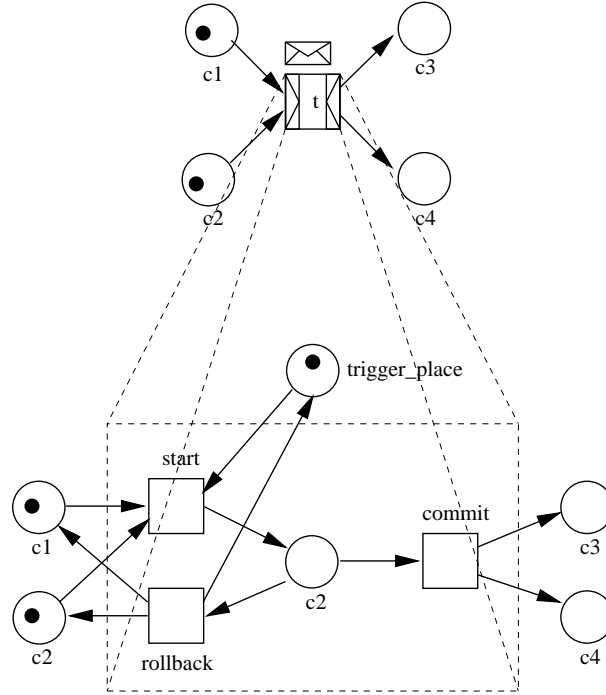 c1
t
c3
c2
c4
trigger_place
start
commit
c1
c2
c3
c2
rollback
c4